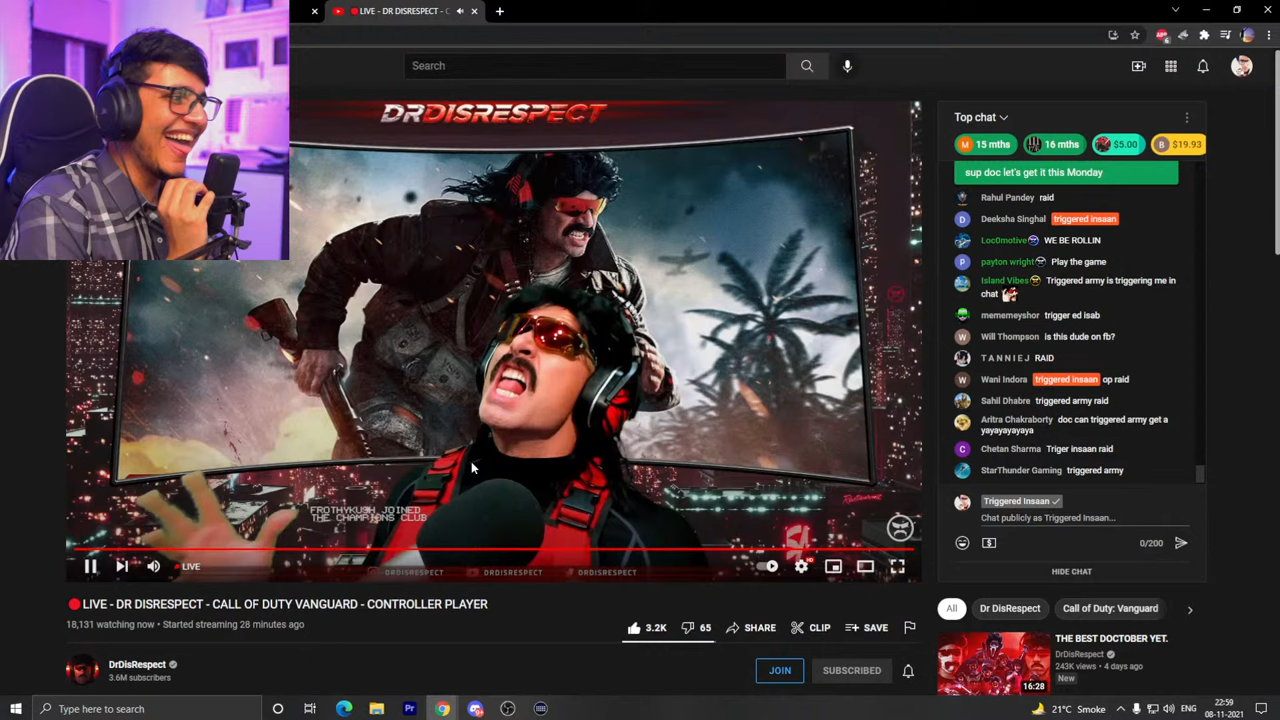 LIVE - DR DISRESPECT - C
Search
DRDISRESPECT
FROTHYKUSH JOINED
THE CHAMPIONS CLUB
LIVE
HD
DRDISRESPECT DRDISRESPECT DRDISRESPECT
LIVE - DR DISRESPECT - CALL OF DUTY VANGUARD - CONTROLLER PLAYER
18,131 watching now • Started streaming 28 minutes ago
3.2K 65 SHARE CLIP SAVE
DrDisRespect
3.6M subscribers
JOIN SUBSCRIBED
Top chat
M 15 mths 16 mths $5.00 B $19.93
sup doc let's get it this Monday
Rahul Pandey raid
D Deeksha Singhal triggered insaan
Loc0motive WE BE ROLLIN
P payton wright Play the game
Island Vibes Triggered army is triggering me in
chat
mememeyshor trigger ed isab
W Will Thompson is this dude on fb?
T A N N I E J RAID
W Wani Indora triggered insaan op raid
Sahil Dhabre triggered army raid
Aritra Chakraborty doc can triggered army get a
yayayayayaya
C Chetan Sharma Triger insaan raid
StarThunder Gaming triggered army
Triggered Insaan
Chat publicly as Triggered Insaan...
0/200
HIDE CHAT
All Dr DisRespect Call of Duty: Vanguard
THE BEST DOCTOBER YET.
DrDisRespect
243K views • 4 days ago
New
16:28
Type here to search
Pr
21°C Smoke
22:59
08-11-2021